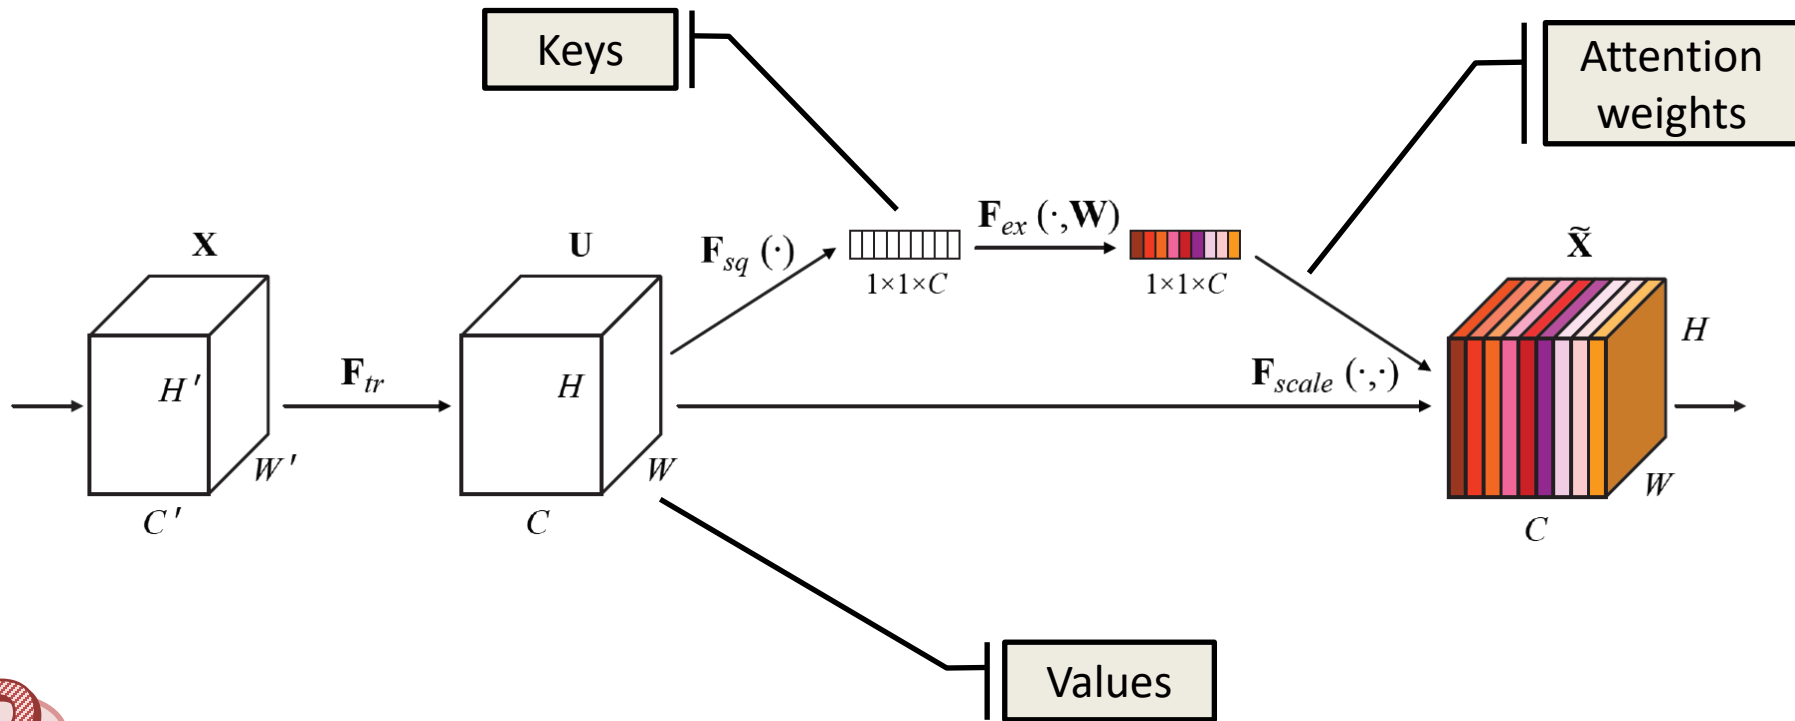 Keys
Attention
weights
X
U
F_sq (·)
1×1×C
F_ex (·,W)
1×1×C
X̃
H′
W′
C′
F_tr
H
W
C
F_scale (·,·)
H
W
C
Values